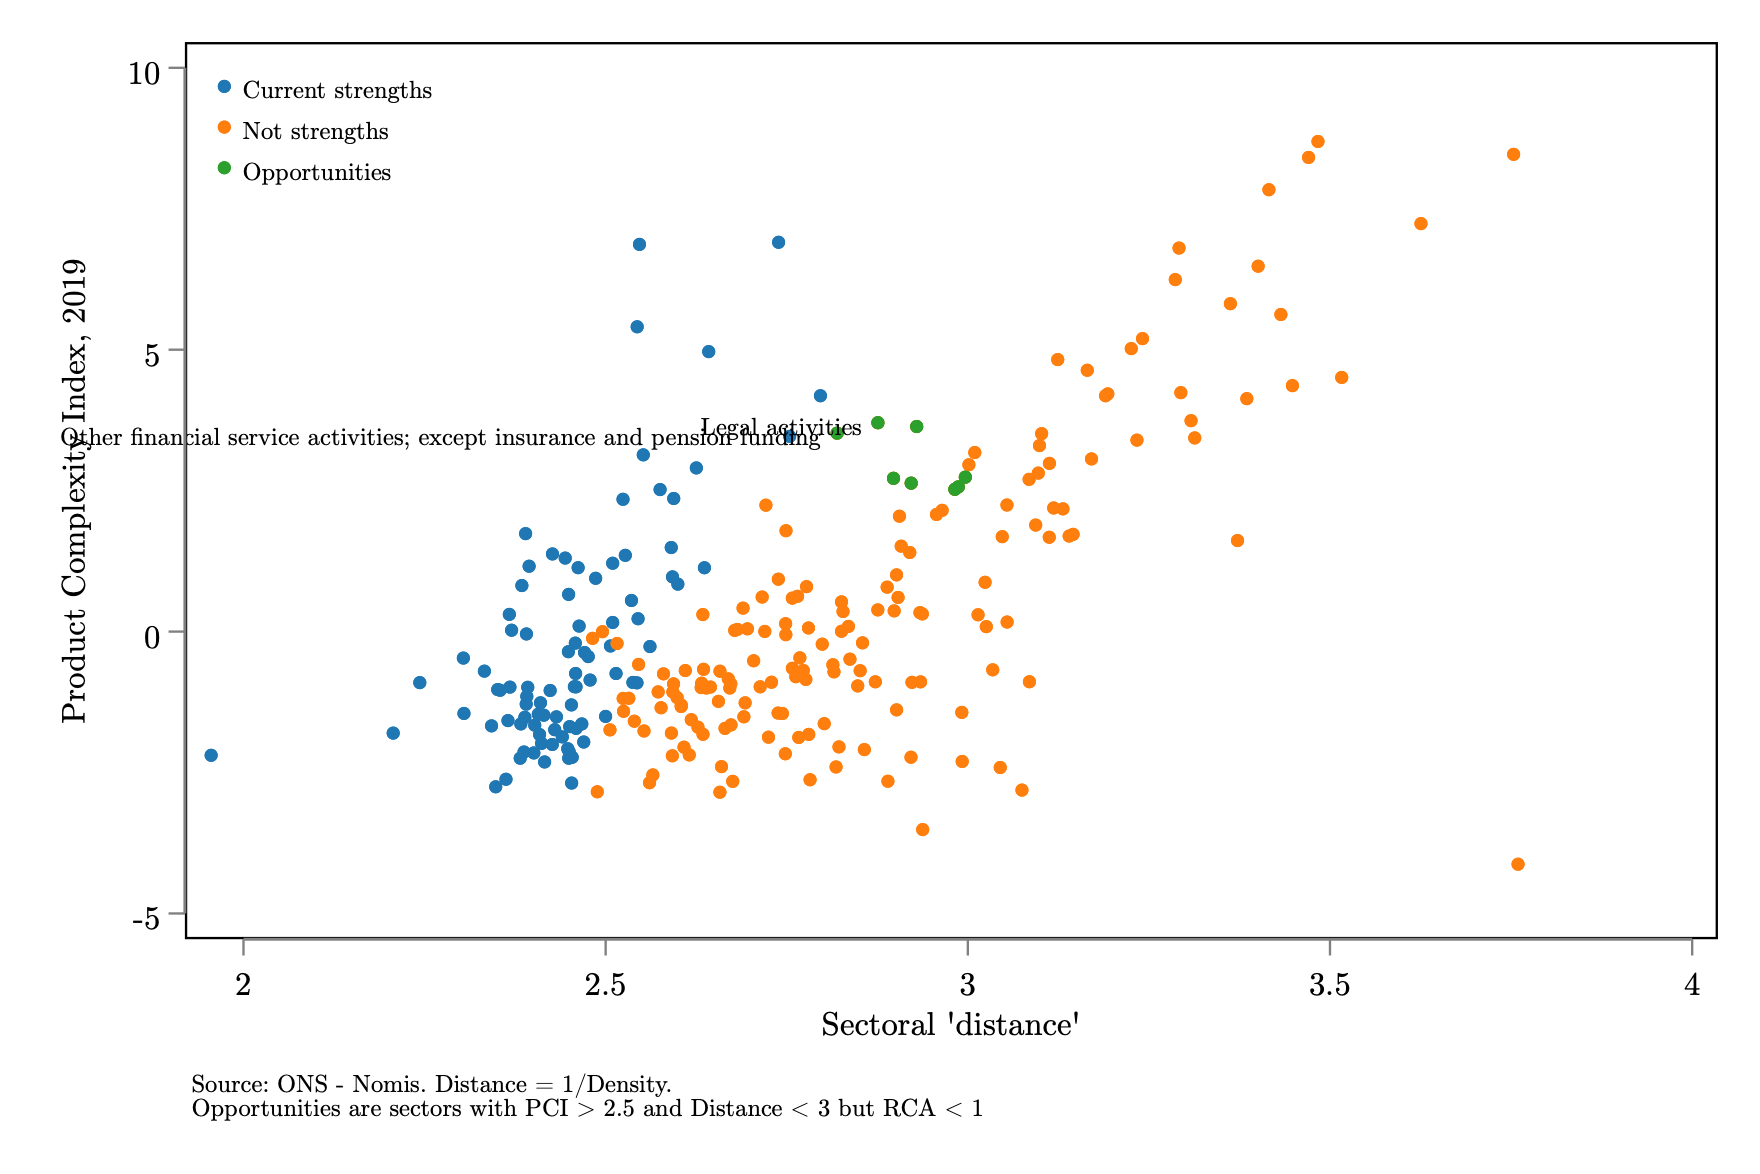 10
5
0
-5
Product Complexity Index, 2019
Current strengths
Not strengths
Opportunities
Legal activities
Other financial service activities; except insurance and pension funding
2
2.5
3
3.5
4
Sectoral 'distance'
Source: ONS - Nomis. Distance = 1/Density.
Opportunities are sectors with PCI > 2.5 and Distance < 3 but RCA < 1